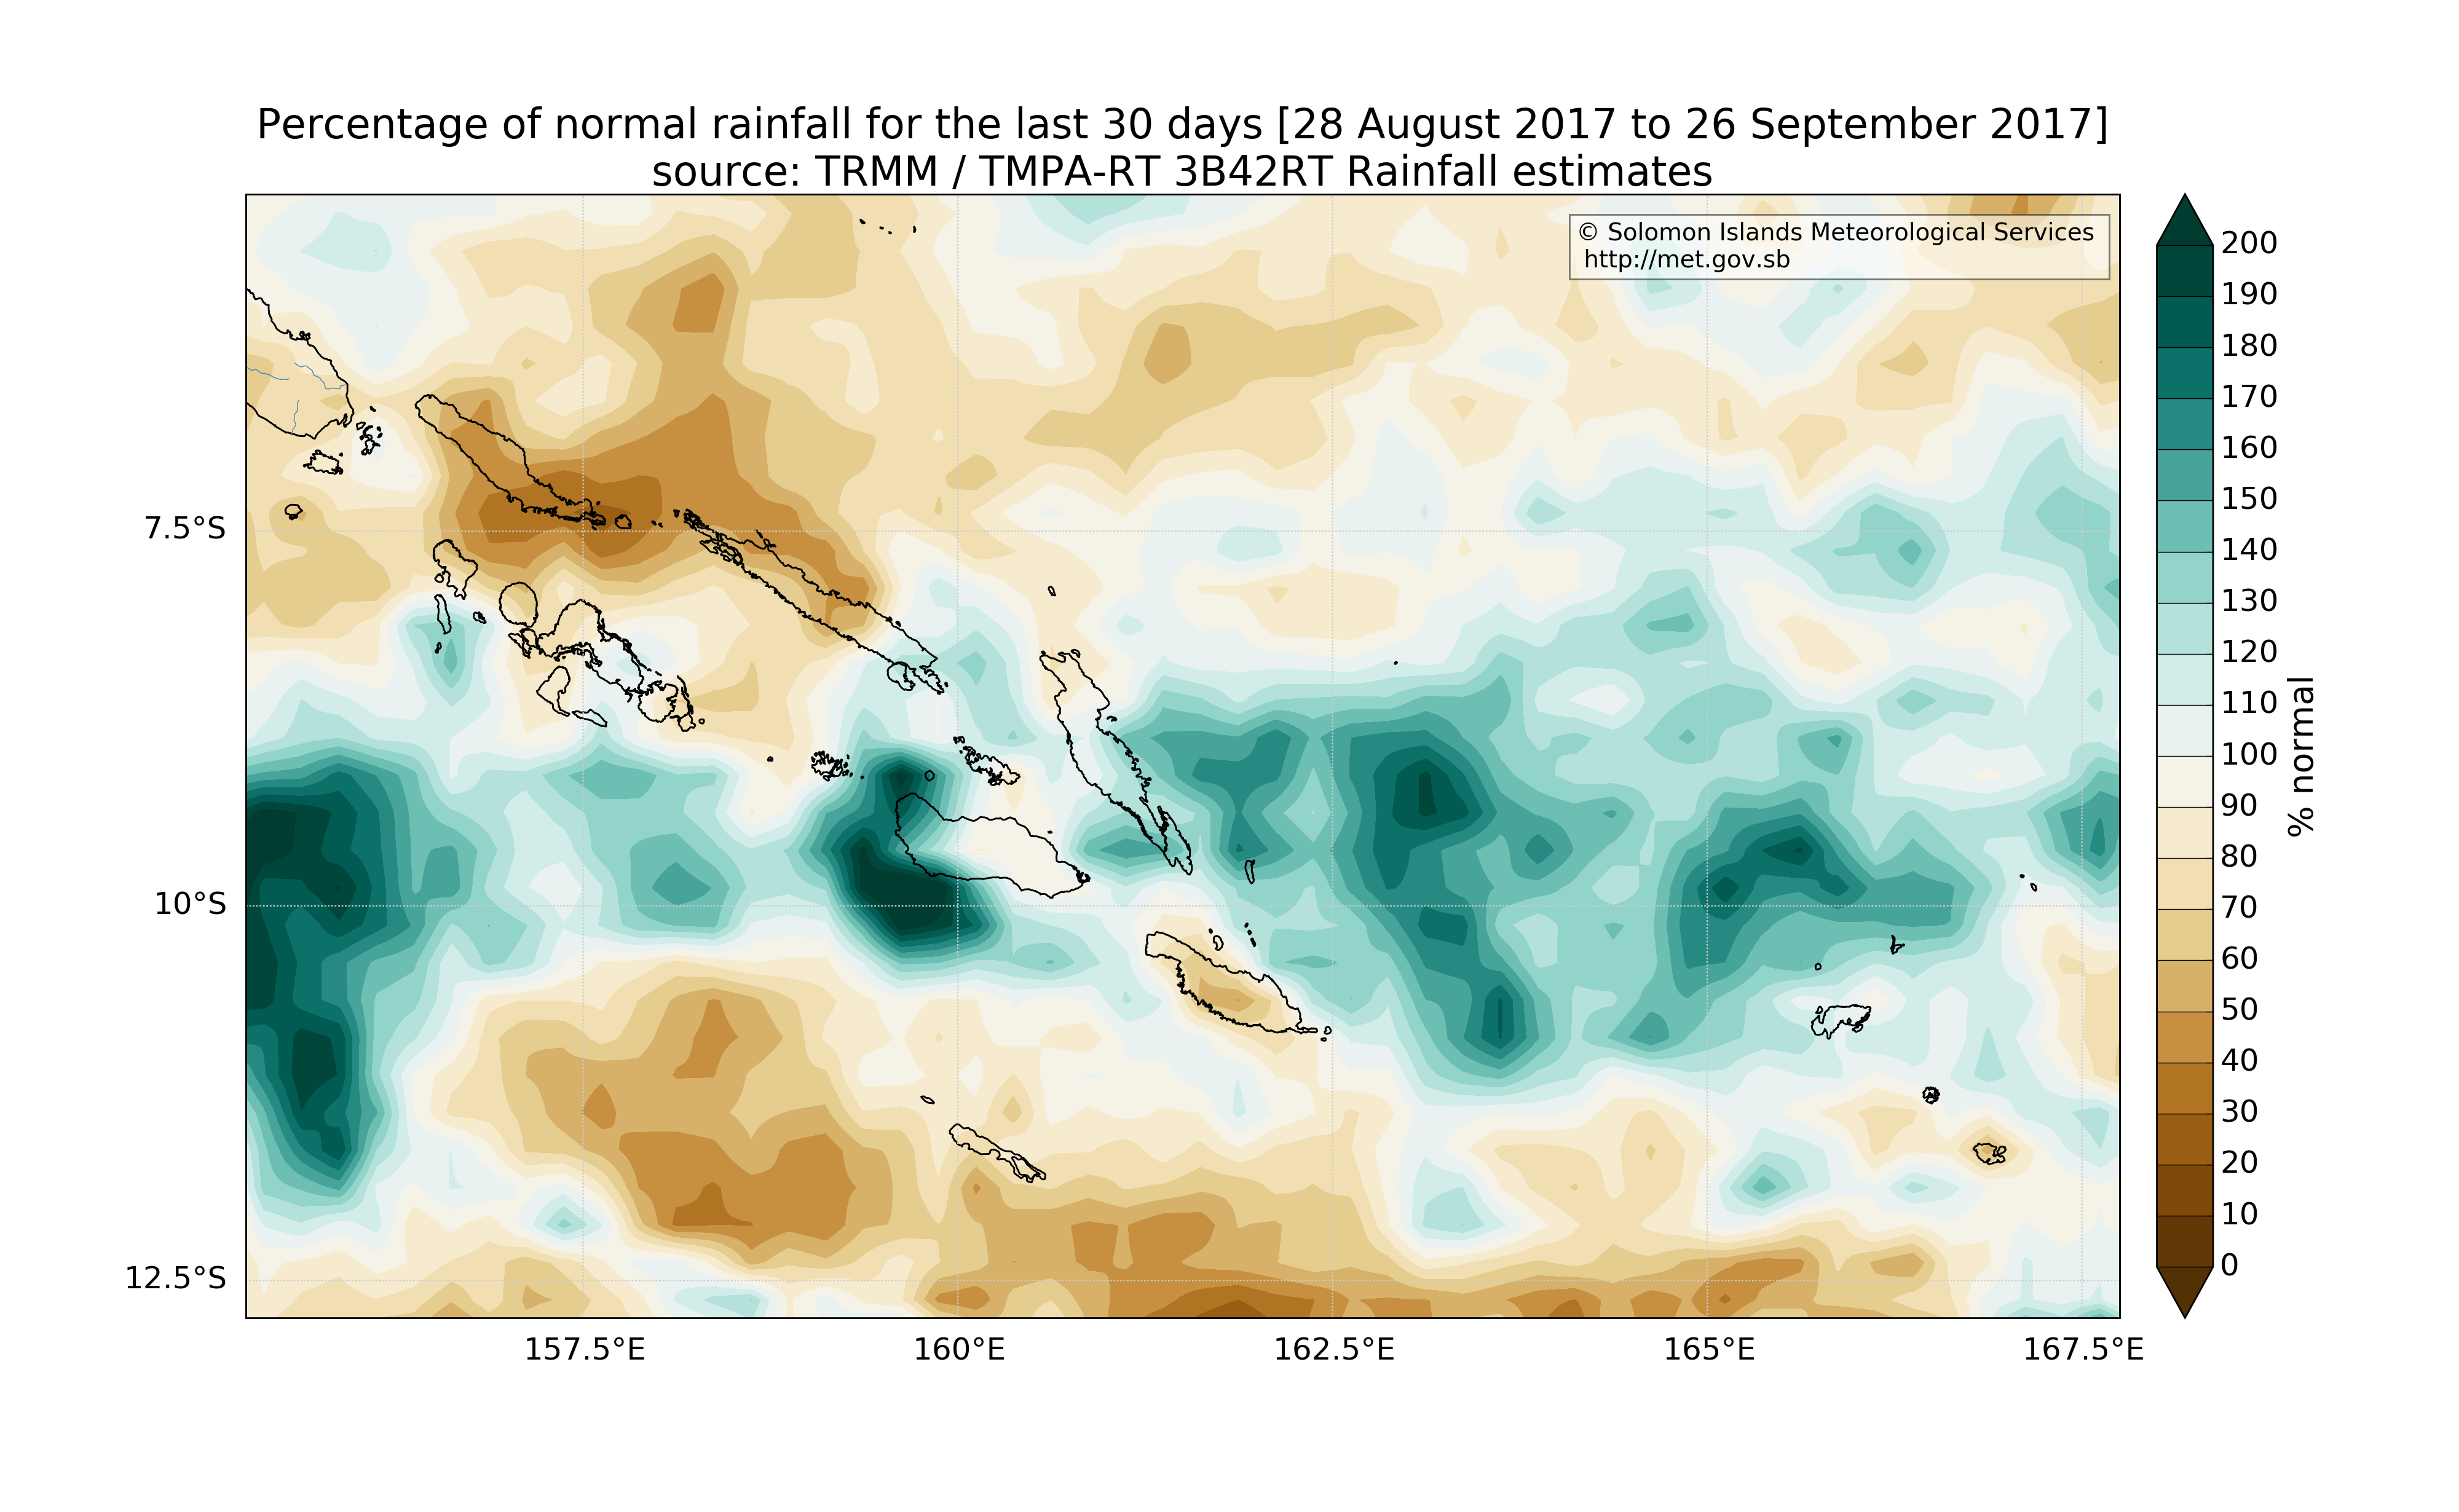 Percentage of normal rainfall for the last 30 days [28 August 2017 to 26 September 2017]
source: TRMM / TMPA-RT 3B42RT Rainfall estimates
© Solomon Islands Meteorological Services
http://met.gov.sb
7.5°S
10°S
12.5°S
157.5°E
160°E
162.5°E
165°E
167.5°E
200
190
180
170
160
150
140
130
120
110
100
90
80
70
60
50
40
30
20
10
0
% normal